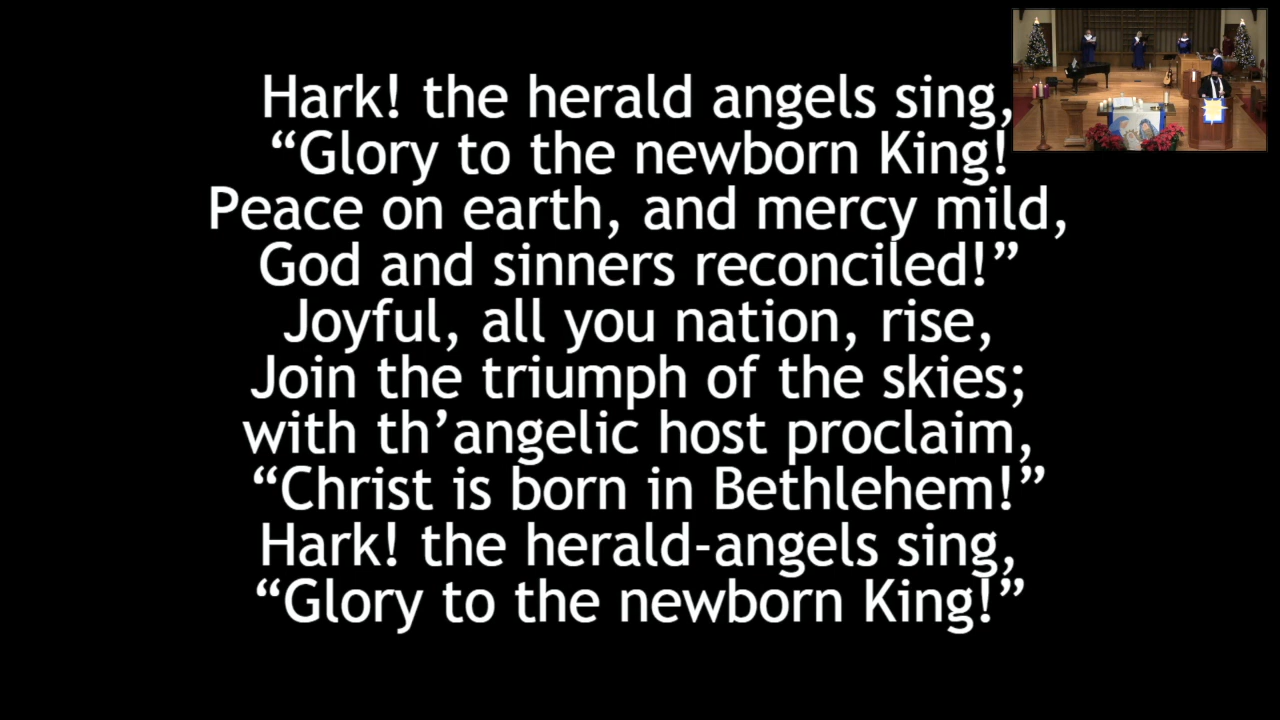 Hark! the herald angels sing,
“Glory to the newborn King!
Peace on earth, and mercy mild,
God and sinners reconciled!”
Joyful, all you nation, rise,
Join the triumph of the skies;
with th’angelic host proclaim,
“Christ is born in Bethlehem!”
Hark! the herald-angels sing,
“Glory to the newborn King!”